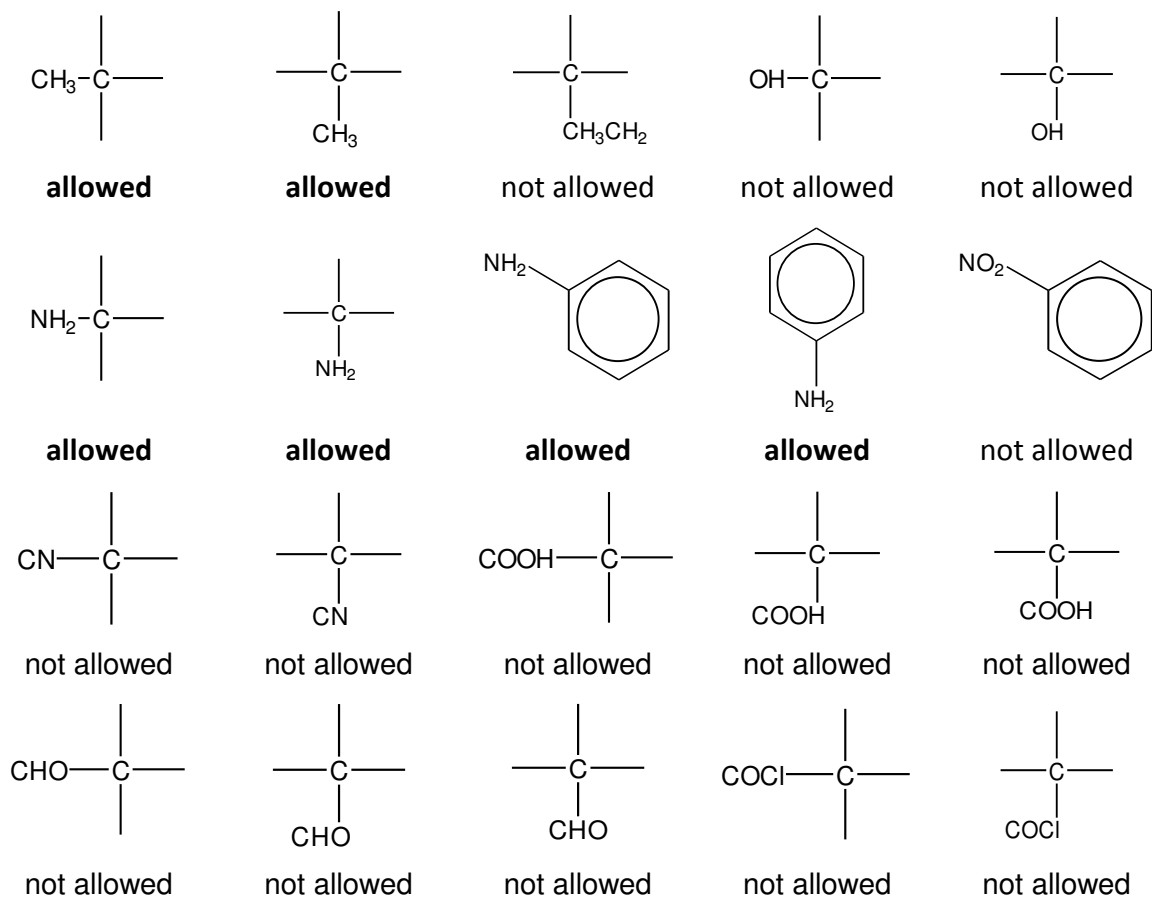 CH₃ C C C OH C C
CH₃ CH₃CH₂ OH
allowed allowed not allowed not allowed not allowed
NH₂ NO₂
NH₂ C C
NH₂ NH₂
allowed allowed allowed allowed not allowed
CN C C COOH C C C
CN COOH COOH
not allowed not allowed not allowed not allowed not allowed
CHO C C C COCl C C
CHO CHO COCl
not allowed not allowed not allowed not allowed not allowed